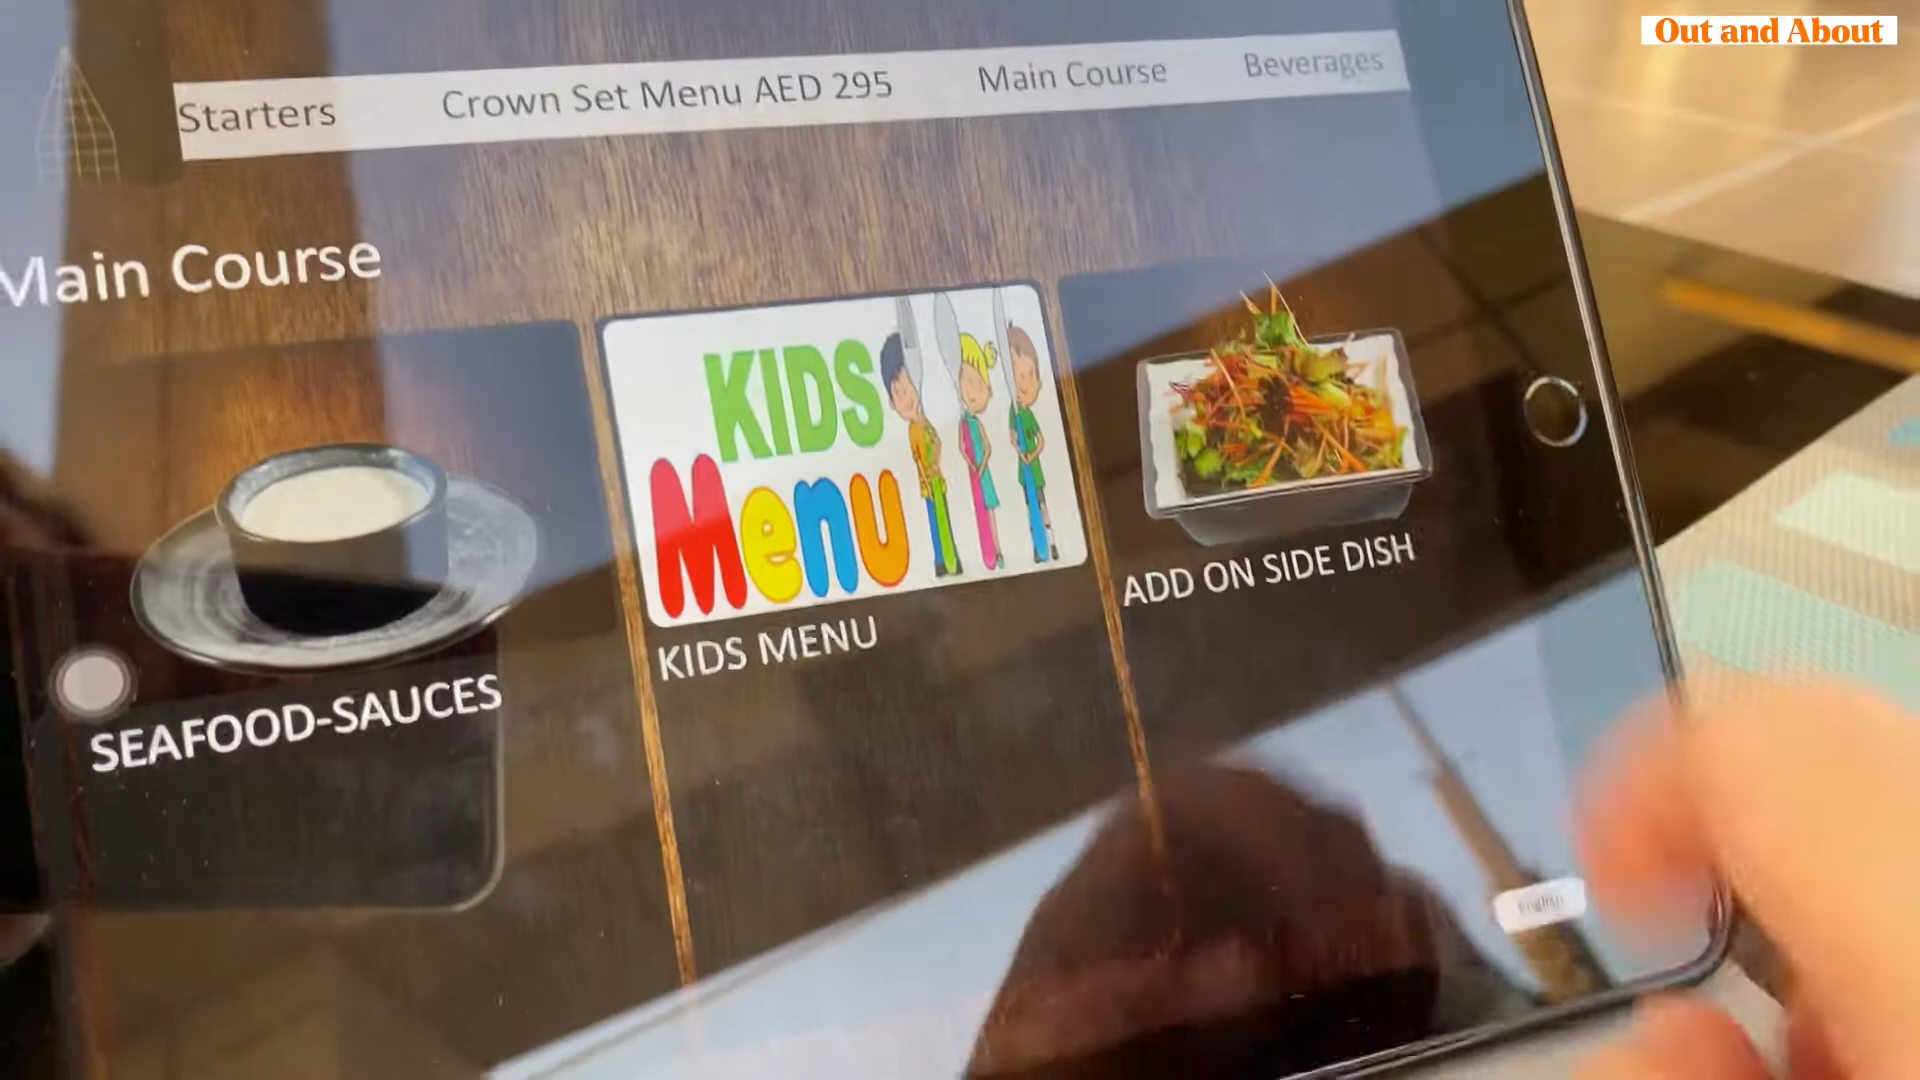 Out and About
Starters Crown Set Menu AED 295 Main Course Beverages
Main Course
KIDS
Menu
SEAFOOD-SAUCES
KIDS MENU
ADD ON SIDE DISH
English